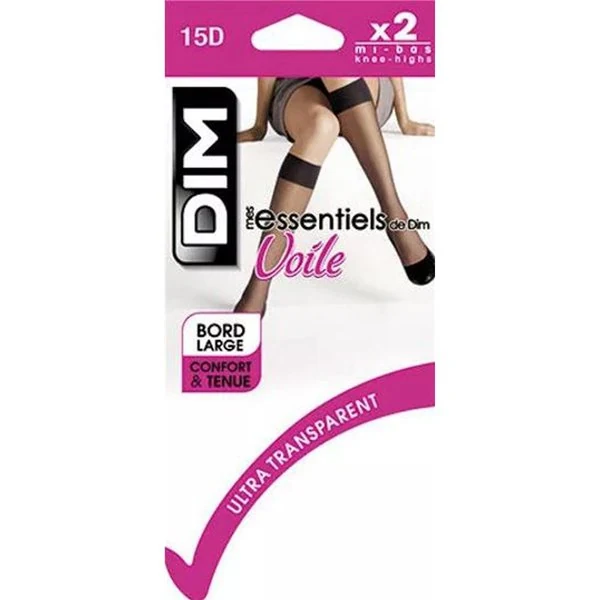 15D
x2
mi-bas
knee-highs
DIM
mes essentiels de Dim
Voile
BORD
LARGE
CONFORT
& TENUE
ULTRA TRANSPARENT